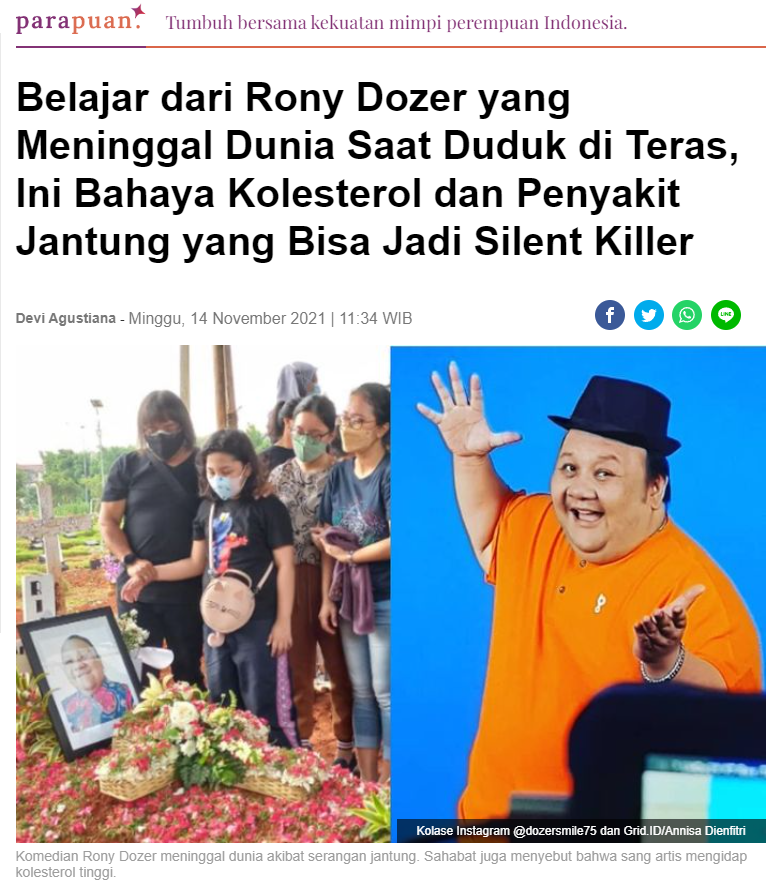 parapuan.
Tumbuh bersama kekuatan mimpi perempuan Indonesia.
Belajar dari Rony Dozer yang
Meninggal Dunia Saat Duduk di Teras,
Ini Bahaya Kolesterol dan Penyakit
Jantung yang Bisa Jadi Silent Killer
Devi Agustiana - Minggu, 14 November 2021 | 11:34 WIB
LINE
R I
Kolase Instagram @dozersmile75 dan Grid.ID/Annisa Dienfitri
Komedian Rony Dozer meninggal dunia akibat serangan jantung. Sahabat juga menyebut bahwa sang artis mengidap
kolesterol tinggi.